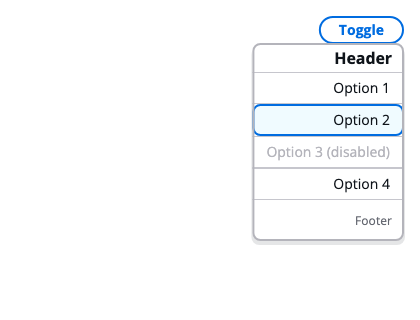 Toggle
Header
Option 1
Option 2
Option 3 (disabled)
Option 4
Footer